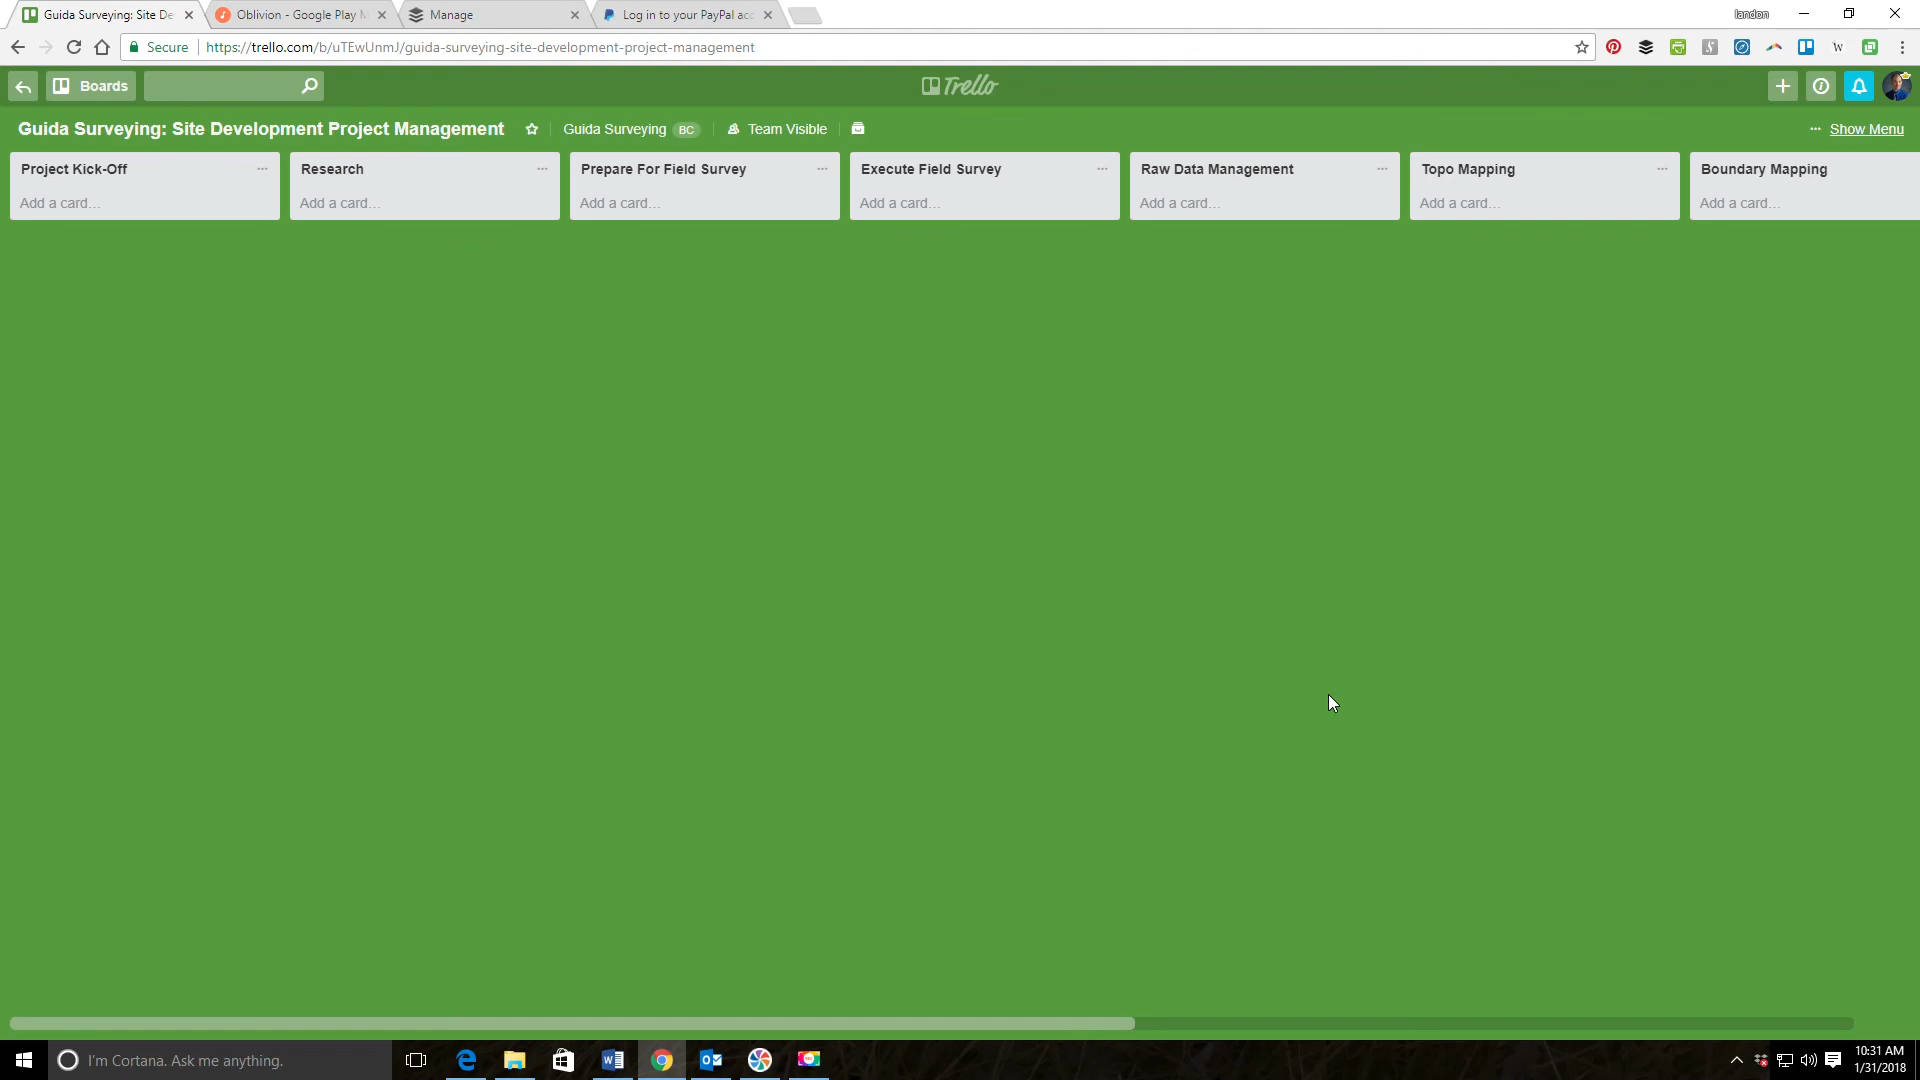 Guida Surveying: Site De
Oblivion - Google Play M
Manage
Log in to your PayPal acc
landon
Secure
https://trello.com/b/uTEwUnmJ/guida-surveying-site-development-project-management
Boards
Trello
Guida Surveying: Site Development Project Management
Guida Surveying BC
Team Visible
... Show Menu
Project Kick-Off
Research
Prepare For Field Survey
Execute Field Survey
Raw Data Management
Topo Mapping
Boundary Mapping
Add a card...
Add a card...
Add a card...
Add a card...
Add a card...
Add a card...
Add a card...
I'm Cortana. Ask me anything.
10:31 AM
1/31/2018